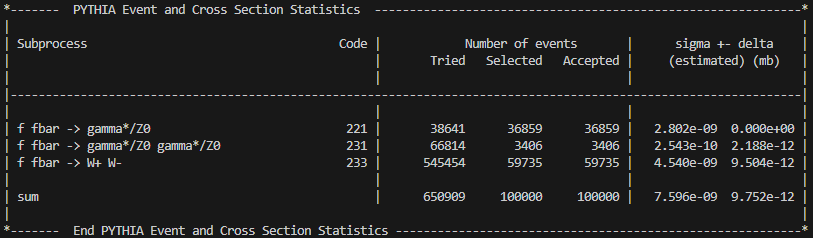 *------- PYTHIA Event and Cross Section Statistics -------------------------------------------------------------*
| |
| Subprocess Code | Number of events | sigma +- delta |
| | Tried Selected Accepted | (estimated) (mb) |
| | | |
|-----------------------------------------------------------------------------------------------------------------|
| | | |
| f fbar -> gamma*/Z0 221 | 38641 36859 36859 | 2.802e-09 0.000e+00 |
| f fbar -> gamma*/Z0 gamma*/Z0 231 | 66814 3406 3406 | 2.543e-10 2.188e-12 |
| f fbar -> W+ W- 233 | 545454 59735 59735 | 4.540e-09 9.504e-12 |
| | | |
| sum | 650909 100000 100000 | 7.596e-09 9.752e-12 |
| |
*------- End PYTHIA Event and Cross Section Statistics ----------------------------------------------------------*